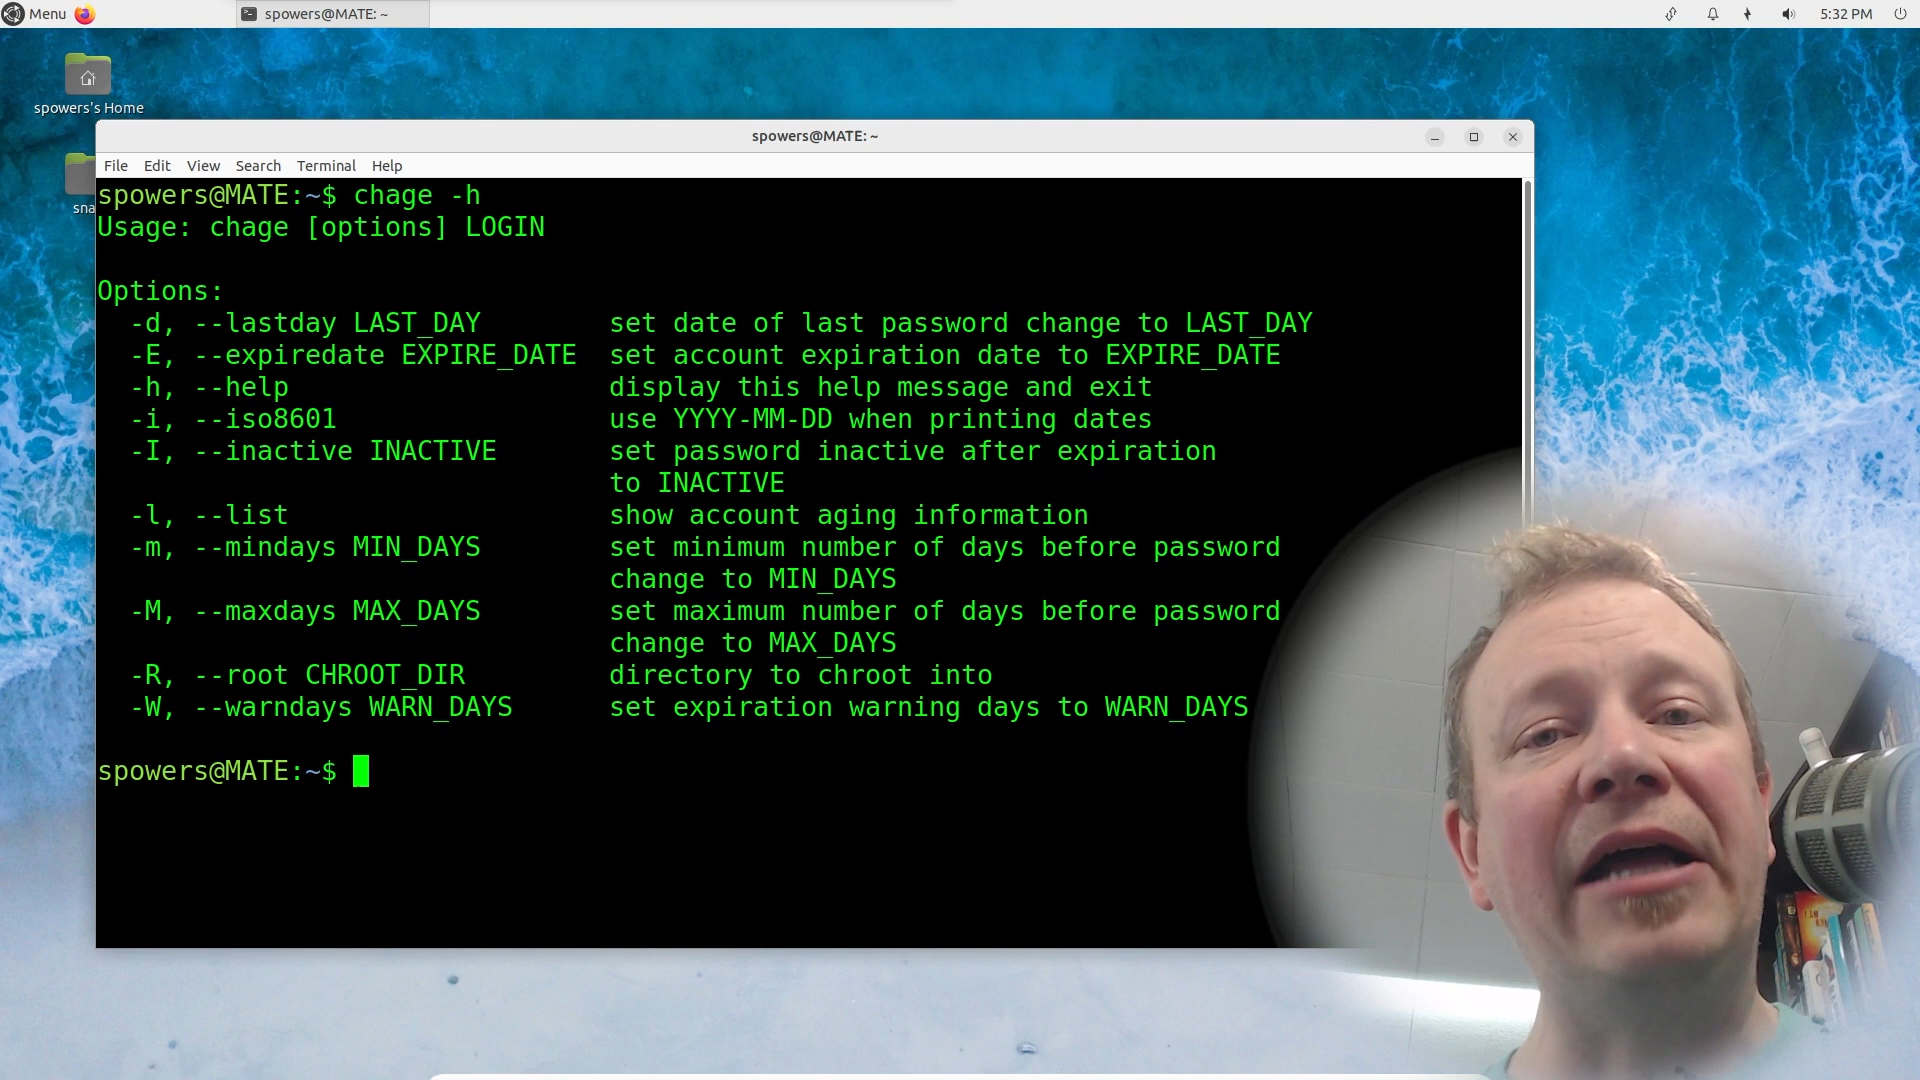 Menu
spowers@MATE: ~
5:32 PM
spowers's Home
sna
spowers@MATE: ~
File Edit View Search Terminal Help
spowers@MATE:~$ chage -h
Usage: chage [options] LOGIN
Options:
-d, --lastday LAST_DAY set date of last password change to LAST_DAY
-E, --expiredate EXPIRE_DATE set account expiration date to EXPIRE_DATE
-h, --help display this help message and exit
-i, --iso8601 use YYYY-MM-DD when printing dates
-I, --inactive INACTIVE set password inactive after expiration
to INACTIVE
-l, --list show account aging information
-m, --mindays MIN_DAYS set minimum number of days before password
change to MIN_DAYS
-M, --maxdays MAX_DAYS set maximum number of days before password
change to MAX_DAYS
-R, --root CHROOT_DIR directory to chroot into
-W, --warndays WARN_DAYS set expiration warning days to WARN_DAYS
spowers@MATE:~$